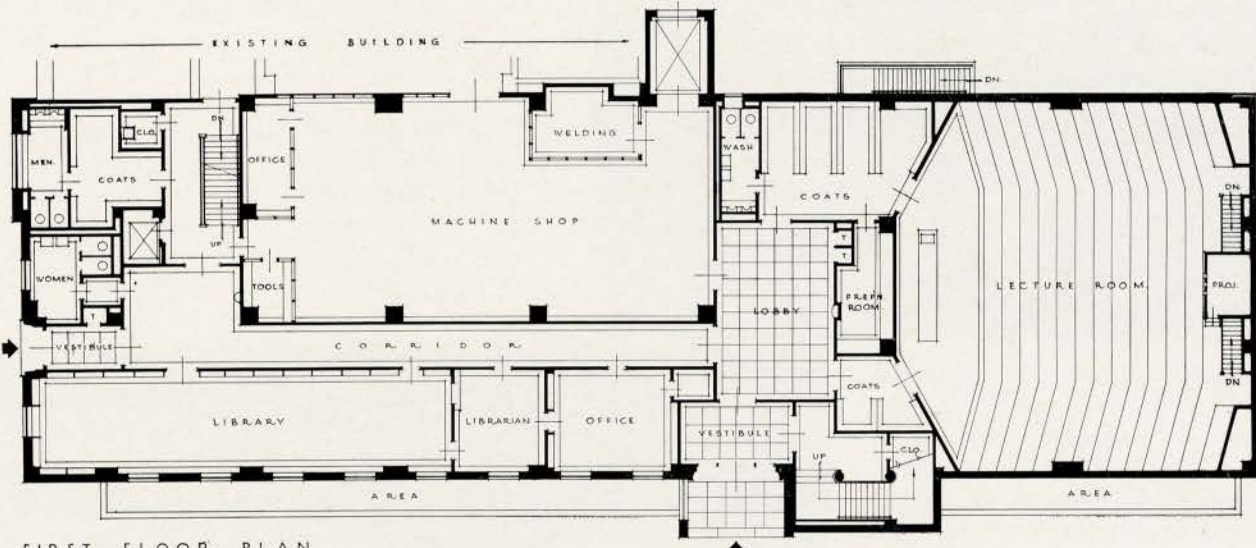 EXISTING BUILDING
DN.
DN.
CLO.
MEN.
COATS
OFFICE
WELDING
WASH
COATS
MACHINE SHOP
UP
WOMEN
TOOLS
T
T
T
PREPN ROOM
LOBBY
LECTURE ROOM.
DN.
PROJ.
DN
VESTIBULE
CORRIDOR
COATS
LIBRARY
LIBRARIAN
OFFICE
VESTIBULE
UP
CLO.
AREA
AREA
FIRST FLOOR PLAN